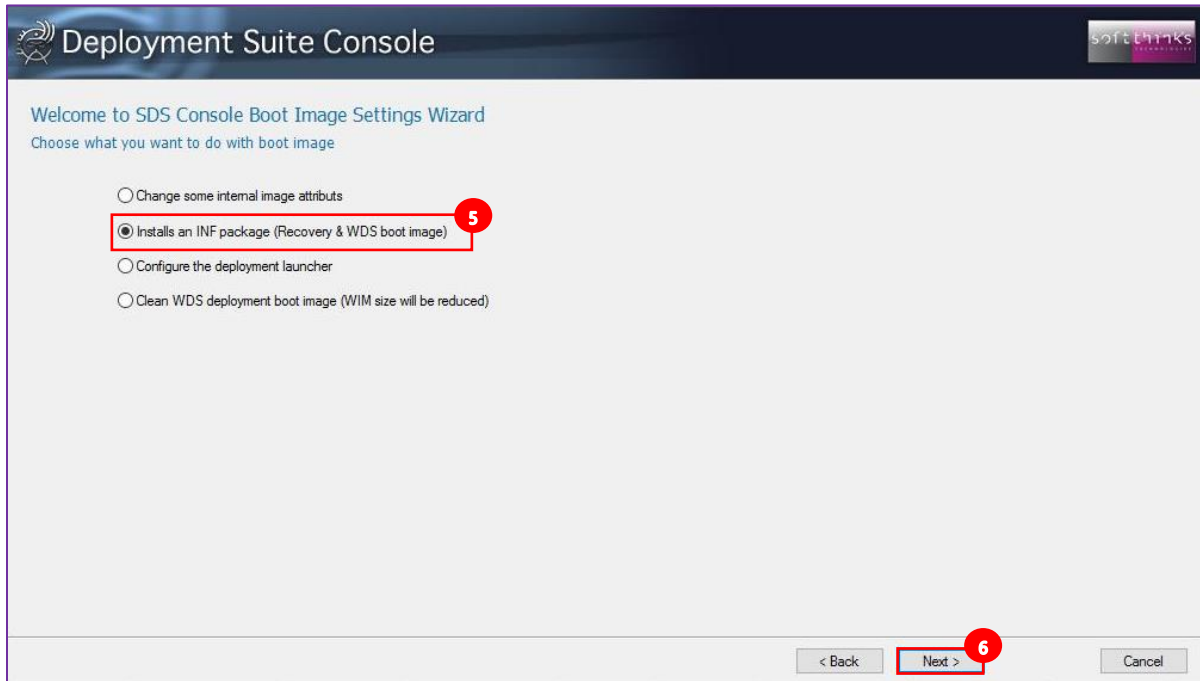 Deployment Suite Console
softthinks
TECHNOLOGIES
Welcome to SDS Console Boot Image Settings Wizard
Choose what you want to do with boot image
Change some internal image attributs
5
Installs an INF package (Recovery & WDS boot image)
Configure the deployment launcher
Clean WDS deployment boot image (WIM size will be reduced)
6
< Back Next > Cancel